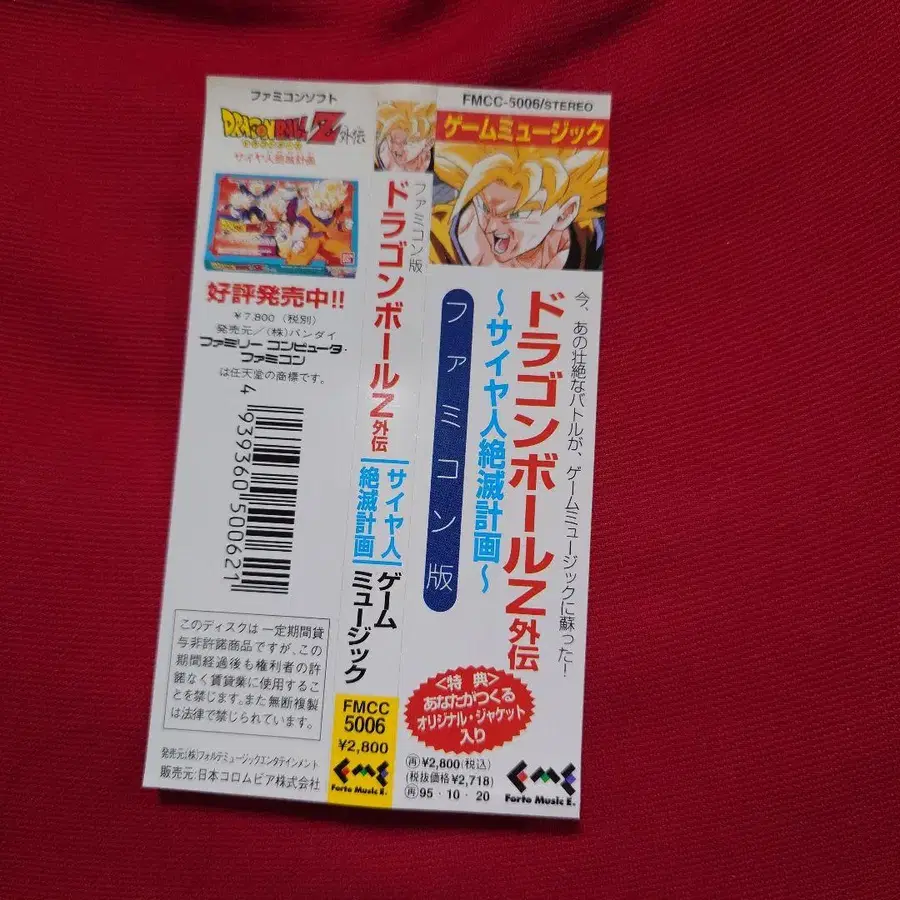 ファミコンソフト
DRAGON BALL Z 外伝
サイヤ人絶滅計画
好評発売中!!
¥7,800(税別)
発売元/(株)バンダイ
ファミリー コンピュータ・
ファミコン
は任天堂の商標です。
4 939360 500621
このディスクは一定期間貸
与非許諾商品ですが、この
期間経過後も権利者の許
諾なく賃貸業に使用するこ
とを禁じます。また無断複製
は法律で禁じられています。
発売元:(株)フォルテミュージックエンタテインメント
販売元:日本コロムビア株式会社
ファミコン版
ドラゴンボールZ外伝
サイヤ人
絶滅計画
ゲーム
ミュージック
FMCC
5006
¥2,800
Forte Music E.
FMCC-5006/STEREO
ゲームミュージック
今、あの壮絶なバトルが、ゲームミュージックに蘇った!
ドラゴンボールZ外伝
〜サイヤ人絶滅計画〜
ファミコン版
<特典>
あなたがつくる
オリジナル・ジャケット
入り
(再)¥2,800(税込)
(税抜価格¥2,718)
(再)95・10・20
Forte Music E.